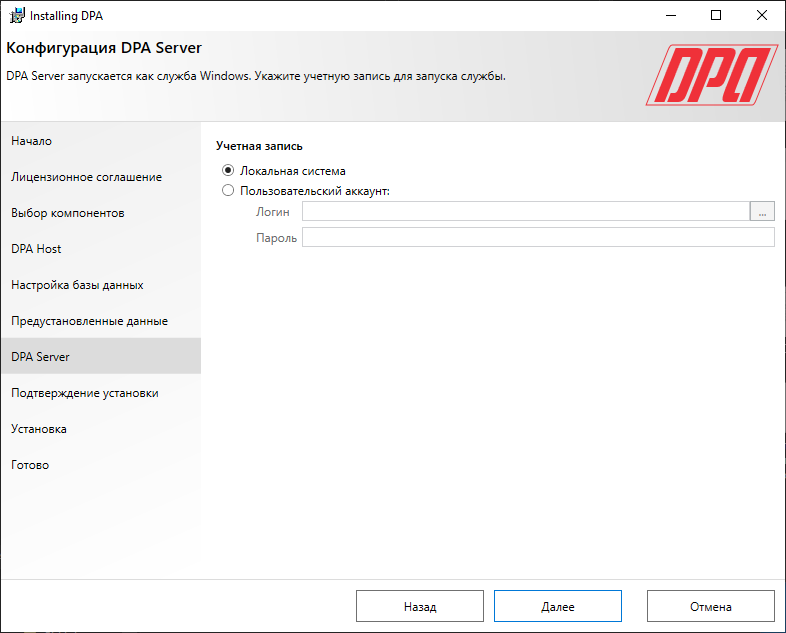 Installing DPA
Конфигурация DPA Server
DPA Server запускается как служба Windows. Укажите учетную запись для запуска службы.
DPA
Начало
Лицензионное соглашение
Выбор компонентов
DPA Host
Настройка базы данных
Предустановленные данные
DPA Server
Подтверждение установки
Установка
Готово
Учетная запись
Локальная система
Пользовательский аккаунт:
Логин
...
Пароль
Назад
Далее
Отмена